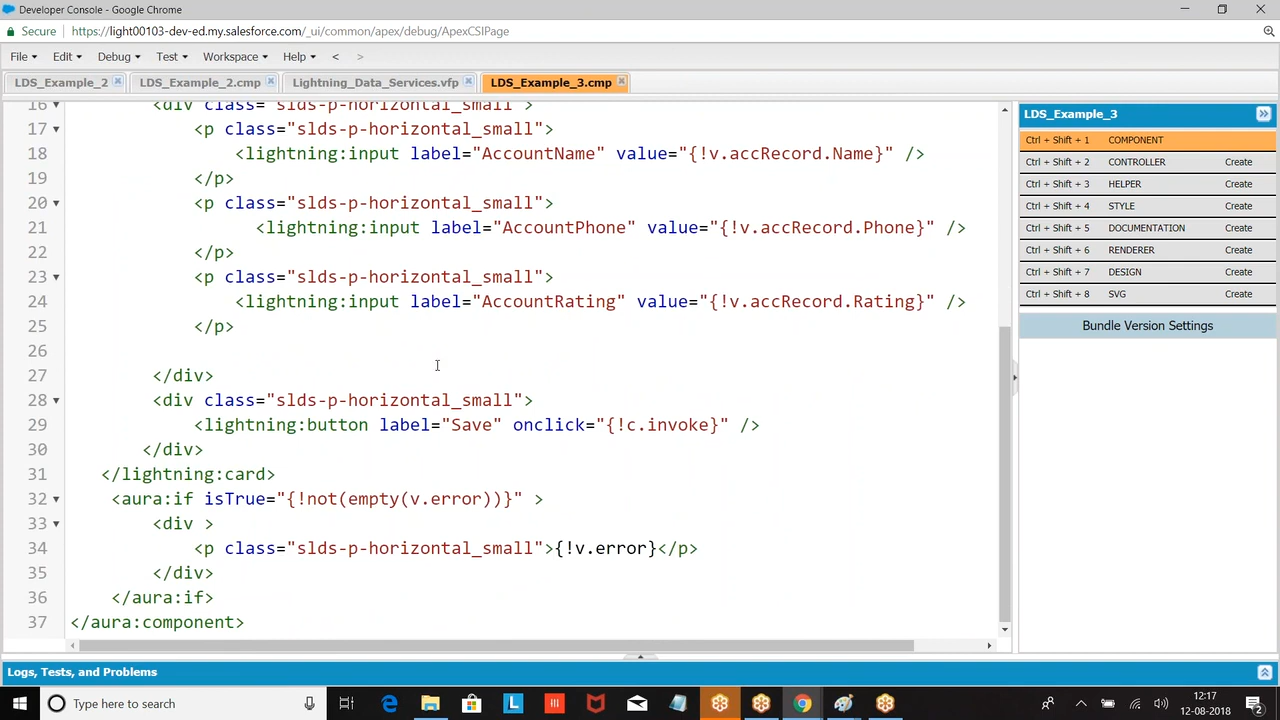 Developer Console - Google Chrome
Secure https://light00103-dev-ed.my.salesforce.com/_ui/common/apex/debug/ApexCSIPage
File Edit Debug Test Workspace Help < >
LDS_Example_2 LDS_Example_2.cmp Lightning_Data_Services.vfp LDS_Example_3.cmp
16 <div class="slds-p-horizontal_small">
17 <p class="slds-p-horizontal_small">
18 <lightning:input label="AccountName" value="{!v.accRecord.Name}" />
19 </p>
20 <p class="slds-p-horizontal_small">
21 <lightning:input label="AccountPhone" value="{!v.accRecord.Phone}" />
22 </p>
23 <p class="slds-p-horizontal_small">
24 <lightning:input label="AccountRating" value="{!v.accRecord.Rating}" />
25 </p>
26
27 </div>
28 <div class="slds-p-horizontal_small">
29 <lightning:button label="Save" onclick="{!c.invoke}" />
30 </div>
31 </lightning:card>
32 <aura:if isTrue="{!not(empty(v.error))}" >
33 <div >
34 <p class="slds-p-horizontal_small">{!v.error}</p>
35 </div>
36 </aura:if>
37 </aura:component>
LDS_Example_3
Ctrl + Shift + 1 COMPONENT
Ctrl + Shift + 2 CONTROLLER Create
Ctrl + Shift + 3 HELPER Create
Ctrl + Shift + 4 STYLE Create
Ctrl + Shift + 5 DOCUMENTATION Create
Ctrl + Shift + 6 RENDERER Create
Ctrl + Shift + 7 DESIGN Create
Ctrl + Shift + 8 SVG Create
Bundle Version Settings
Logs, Tests, and Problems
Type here to search
12:17
12-08-2018
2